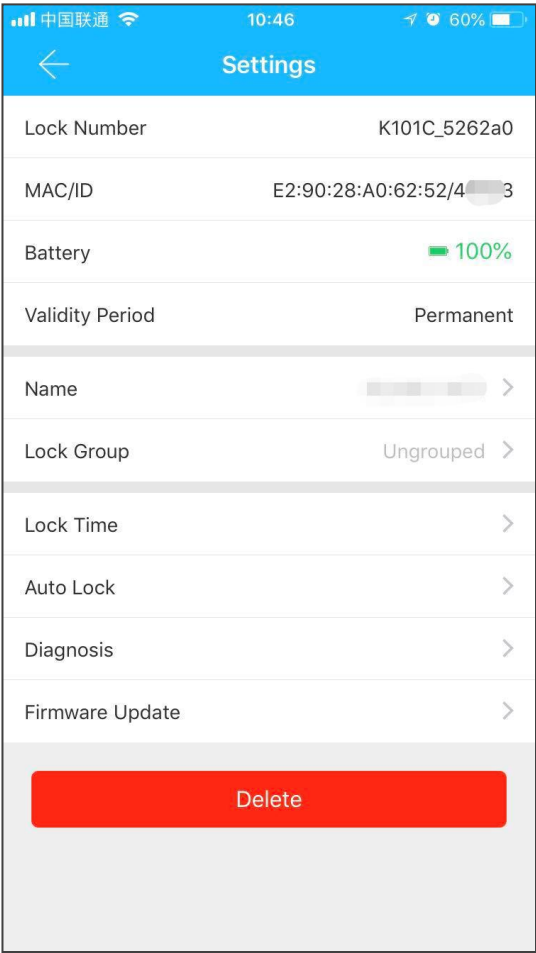 中国联通 10:46 60%
Settings
Lock Number K101C_5262a0
MAC/ID E2:90:28:A0:62:52/4 3
Battery 100%
Validity Period Permanent
Name
Lock Group Ungrouped
Lock Time
Auto Lock
Diagnosis
Firmware Update
Delete